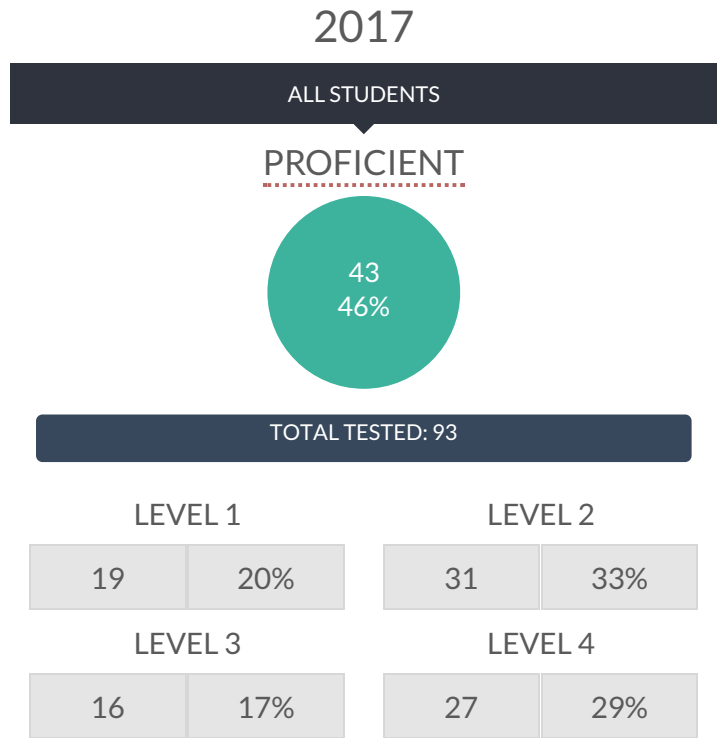 2017
ALL STUDENTS
PROFICIENT
43
46%
TOTAL TESTED: 93
LEVEL 1
LEVEL 2
19 20%
31 33%
LEVEL 3
LEVEL 4
16 17%
27 29%